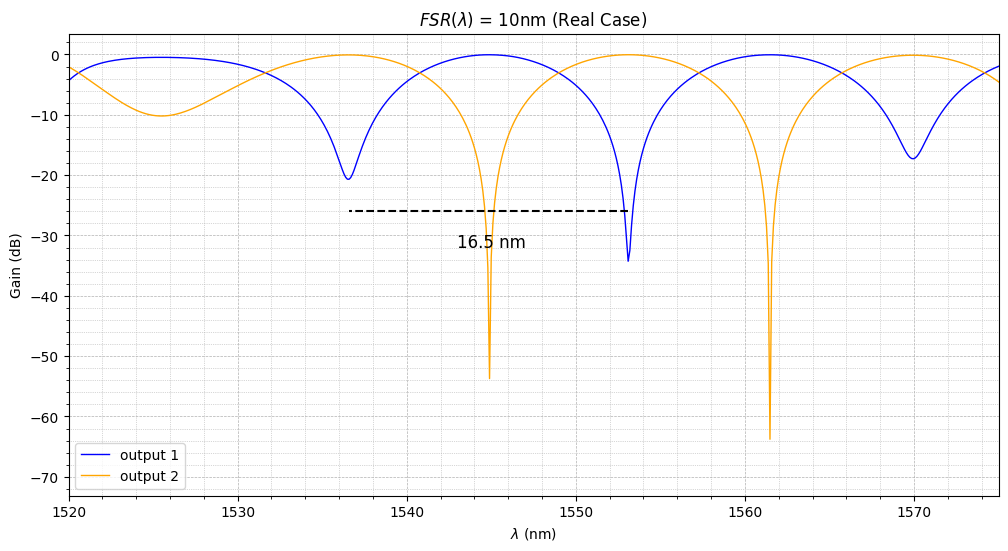 FSR(λ) = 10nm (Real Case)
0
−10
−20
−30
−40
−50
−60
−70
Gain (dB)
16.5 nm
output 1
output 2
1520 1530 1540 1550 1560 1570
λ (nm)